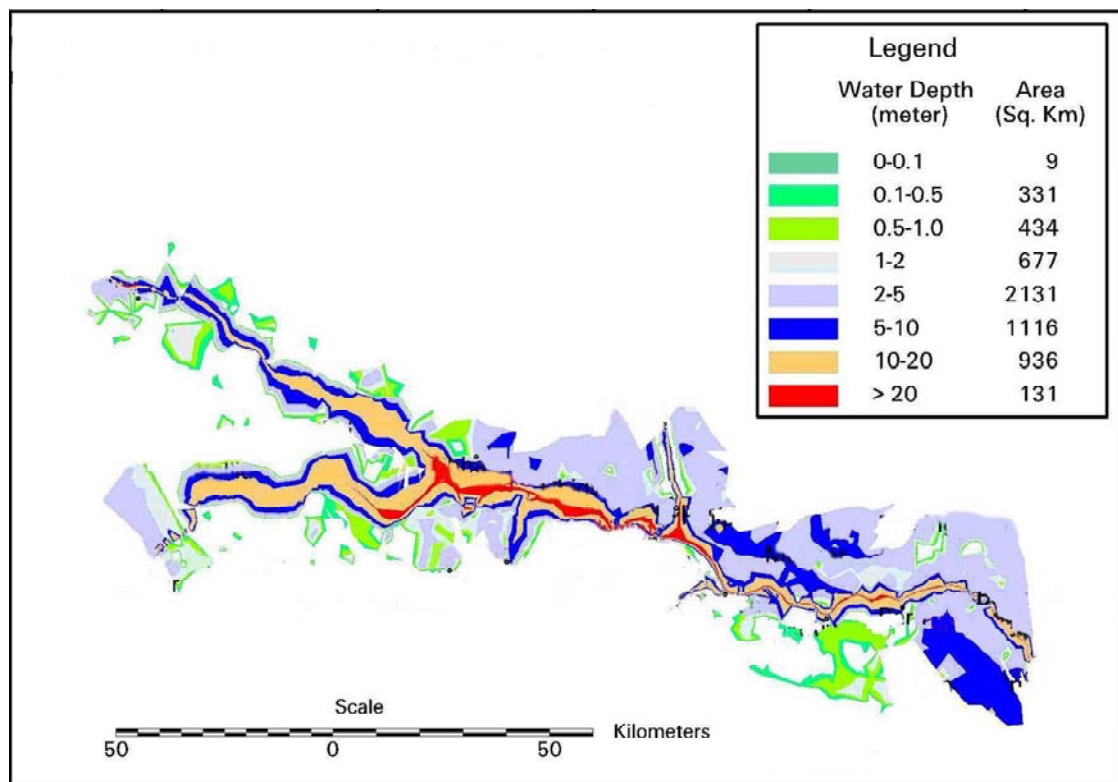 Legend
Water Depth Area
(meter) (Sq. Km)
0-0.1 9
0.1-0.5 331
0.5-1.0 434
1-2 677
2-5 2131
5-10 1116
10-20 936
> 20 131
Scale
50 0 50 Kilometers